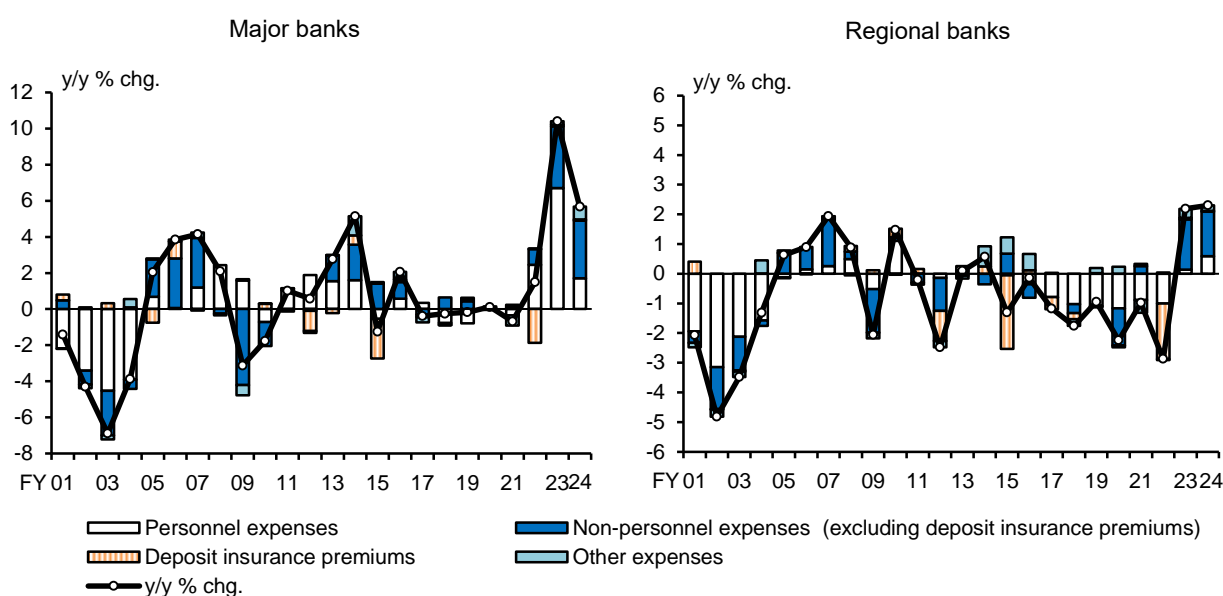 Major banks
y/y % chg.
12
10
8
6
4
2
0
-2
-4
-6
-8
FY 01 03 05 07 09 11 13 15 17 19 21 23 24
Regional banks
y/y % chg.
6
5
4
3
2
1
0
-1
-2
-3
-4
-5
-6
FY 01 03 05 07 09 11 13 15 17 19 21 23 24
Personnel expenses
Non-personnel expenses (excluding deposit insurance premiums)
Deposit insurance premiums
Other expenses
y/y % chg.